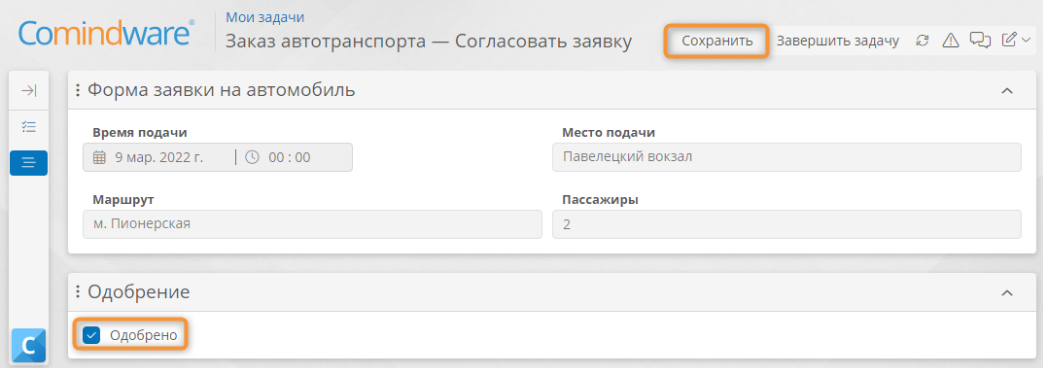 Comindware®
Мои задачи
Заказ автотранспорта — Согласовать заявку
Сохранить
Завершить задачу
Форма заявки на автомобиль
Время подачи
Место подачи
9 мар. 2022 г.
00 : 00
Павелецкий вокзал
Маршрут
Пассажиры
м. Пионерская
2
Одобрение
Одобрено
C